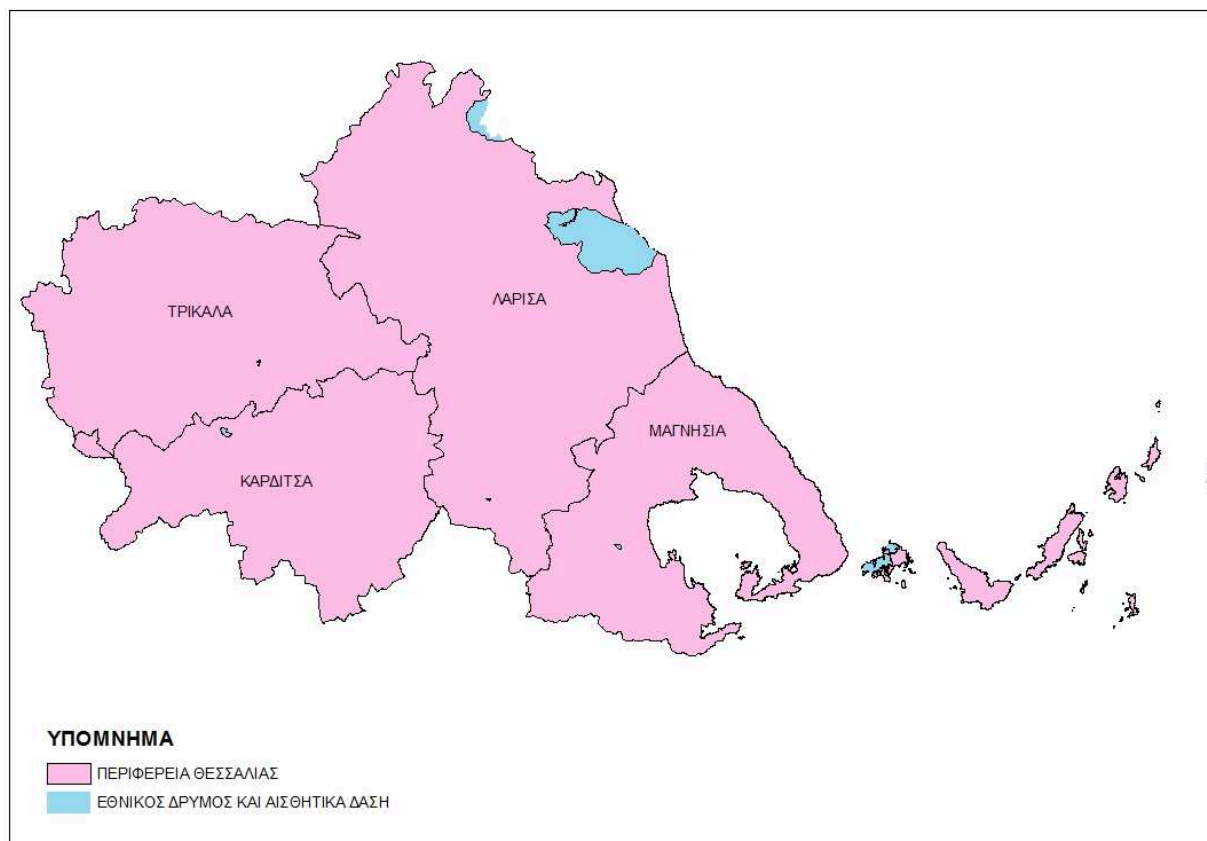 ΛΑΡΙΣΑ
ΤΡΙΚΑΛΑ
ΜΑΓΝΗΣΙΑ
ΚΑΡΔΙΤΣΑ
ΥΠΟΜΝΗΜΑ
ΠΕΡΙΦΕΡΕΙΑ ΘΕΣΣΑΛΙΑΣ
ΕΘΝΙΚΟΣ ΔΡΥΜΟΣ ΚΑΙ ΑΙΣΘΗΤΙΚΑ ΔΑΣΗ